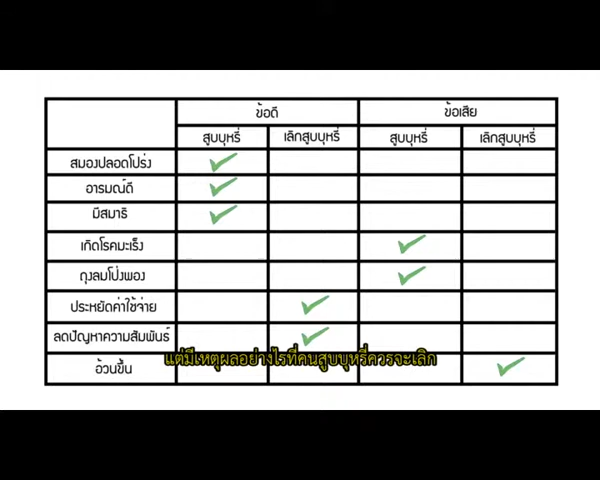 ข้อดี ข้อเสีย
สูบบุหรี่ เลิกสูบบุหรี่ สูบบุหรี่ เลิกสูบบุหรี่
สมองปลอดโปร่ง
อารมณ์ดี
มีสมาธิ
เกิดโรคมะเร็ง
ถุงลมโป่งพอง
ประหยัดค่าใช้จ่าย
ลดปัญหาความสัมพันธ์
แต่มีเหตุผลอย่างไรที่คนสูบบุหรี่ควรจะเลิก
อ้วนขึ้น